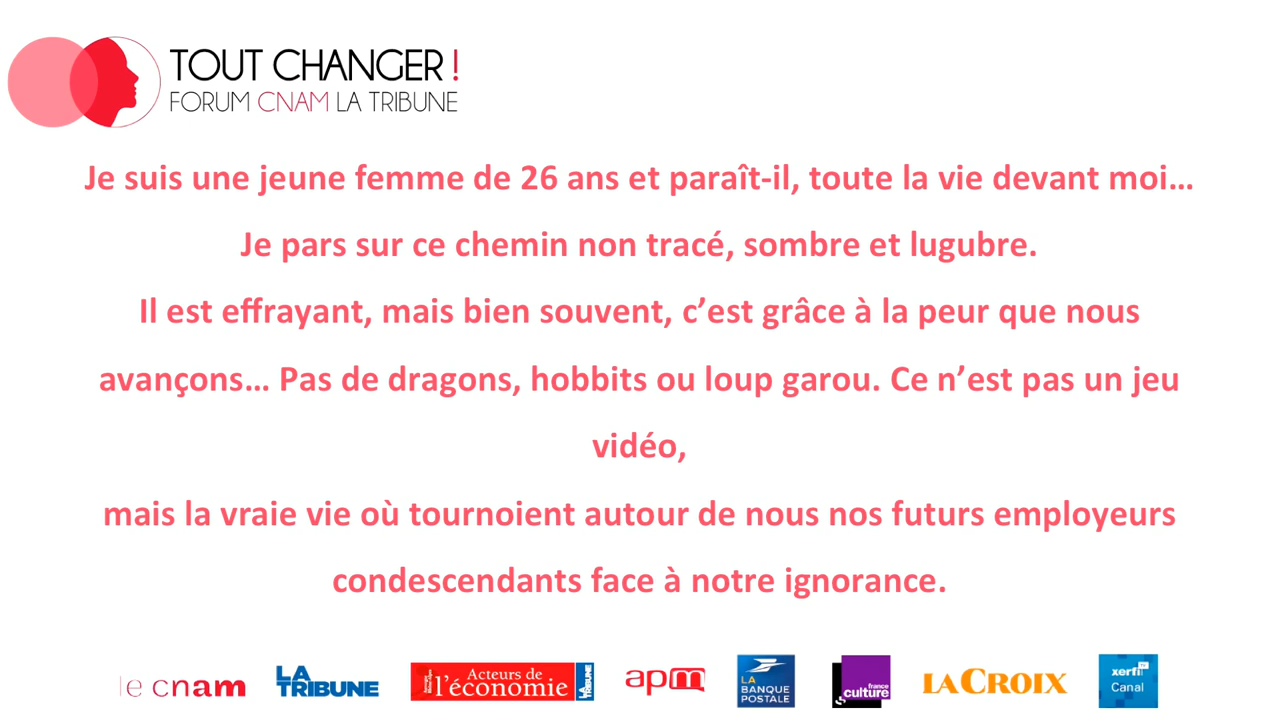 TOUT CHANGER !
FORUM CNAM LA TRIBUNE
Je suis une jeune femme de 26 ans et paraît-il, toute la vie devant moi…
Je pars sur ce chemin non tracé, sombre et lugubre.
Il est effrayant, mais bien souvent, c’est grâce à la peur que nous
avançons… Pas de dragons, hobbits ou loup garou. Ce n’est pas un jeu
vidéo,
mais la vraie vie où tournoient autour de nous nos futurs employeurs
condescendants face à notre ignorance.
le cnam
LA TRIBUNE
Acteurs de l'économie
LA TRIBUNE
apm
LA BANQUE POSTALE
france culture
LA CROIX
xerfi
Canal